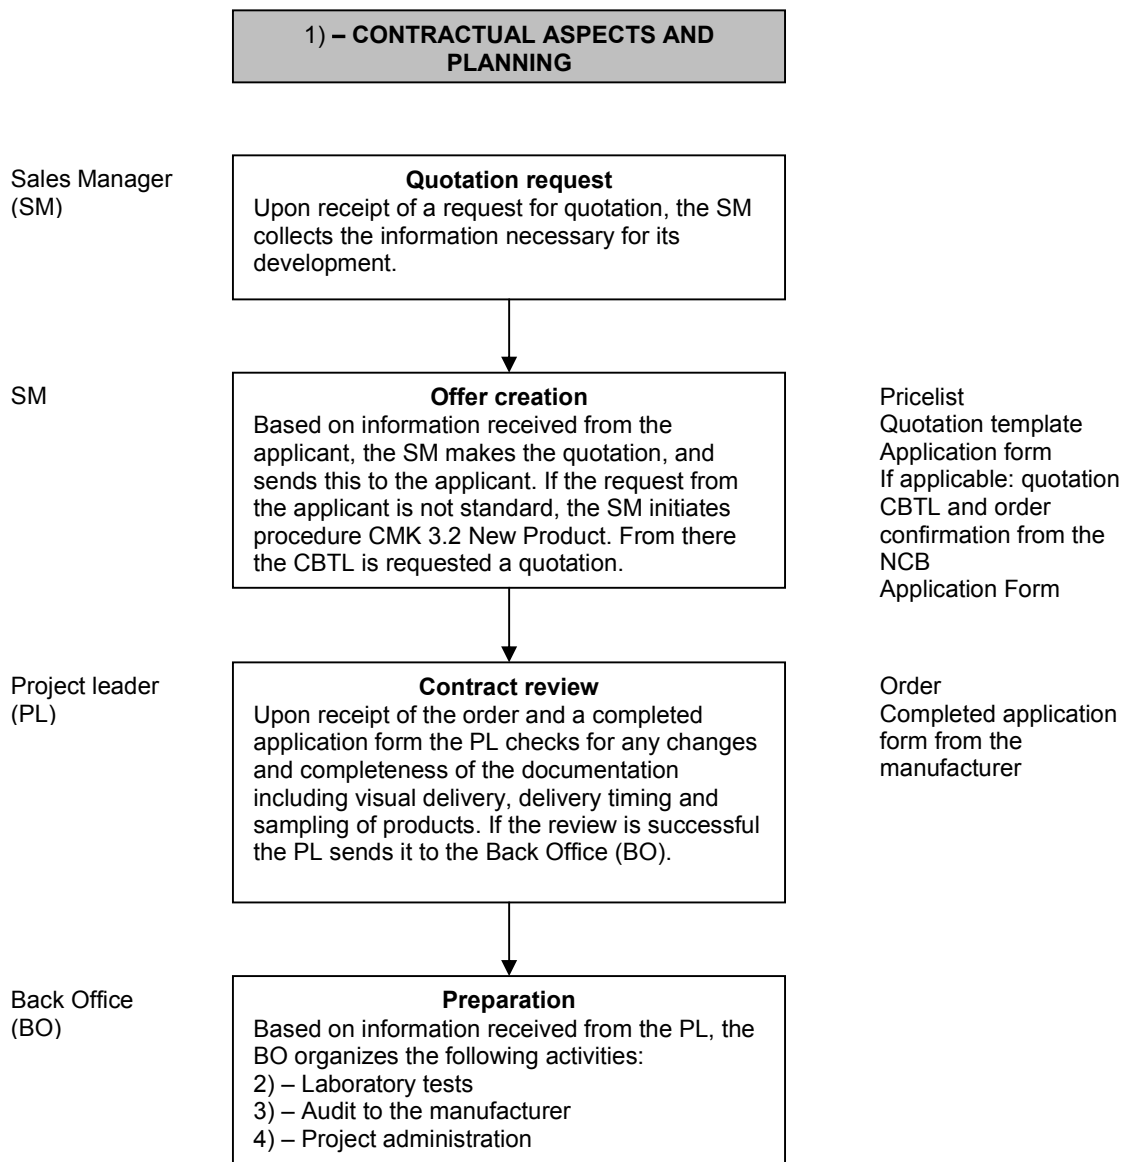 1) – CONTRACTUAL ASPECTS AND
PLANNING
Sales Manager
(SM)
Quotation request
Upon receipt of a request for quotation, the SM
collects the information necessary for its
development.
SM
Offer creation
Based on information received from the
applicant, the SM makes the quotation, and
sends this to the applicant. If the request from
the applicant is not standard, the SM initiates
procedure CMK 3.2 New Product. From there
the CBTL is requested a quotation.
Pricelist
Quotation template
Application form
If applicable: quotation
CBTL and order
confirmation from the
NCB
Application Form
Project leader
(PL)
Contract review
Upon receipt of the order and a completed
application form the PL checks for any changes
and completeness of the documentation
including visual delivery, delivery timing and
sampling of products. If the review is successful
the PL sends it to the Back Office (BO).
Order
Completed application
form from the
manufacturer
Back Office
(BO)
Preparation
Based on information received from the PL, the
BO organizes the following activities:
2) – Laboratory tests
3) – Audit to the manufacturer
4) – Project administration